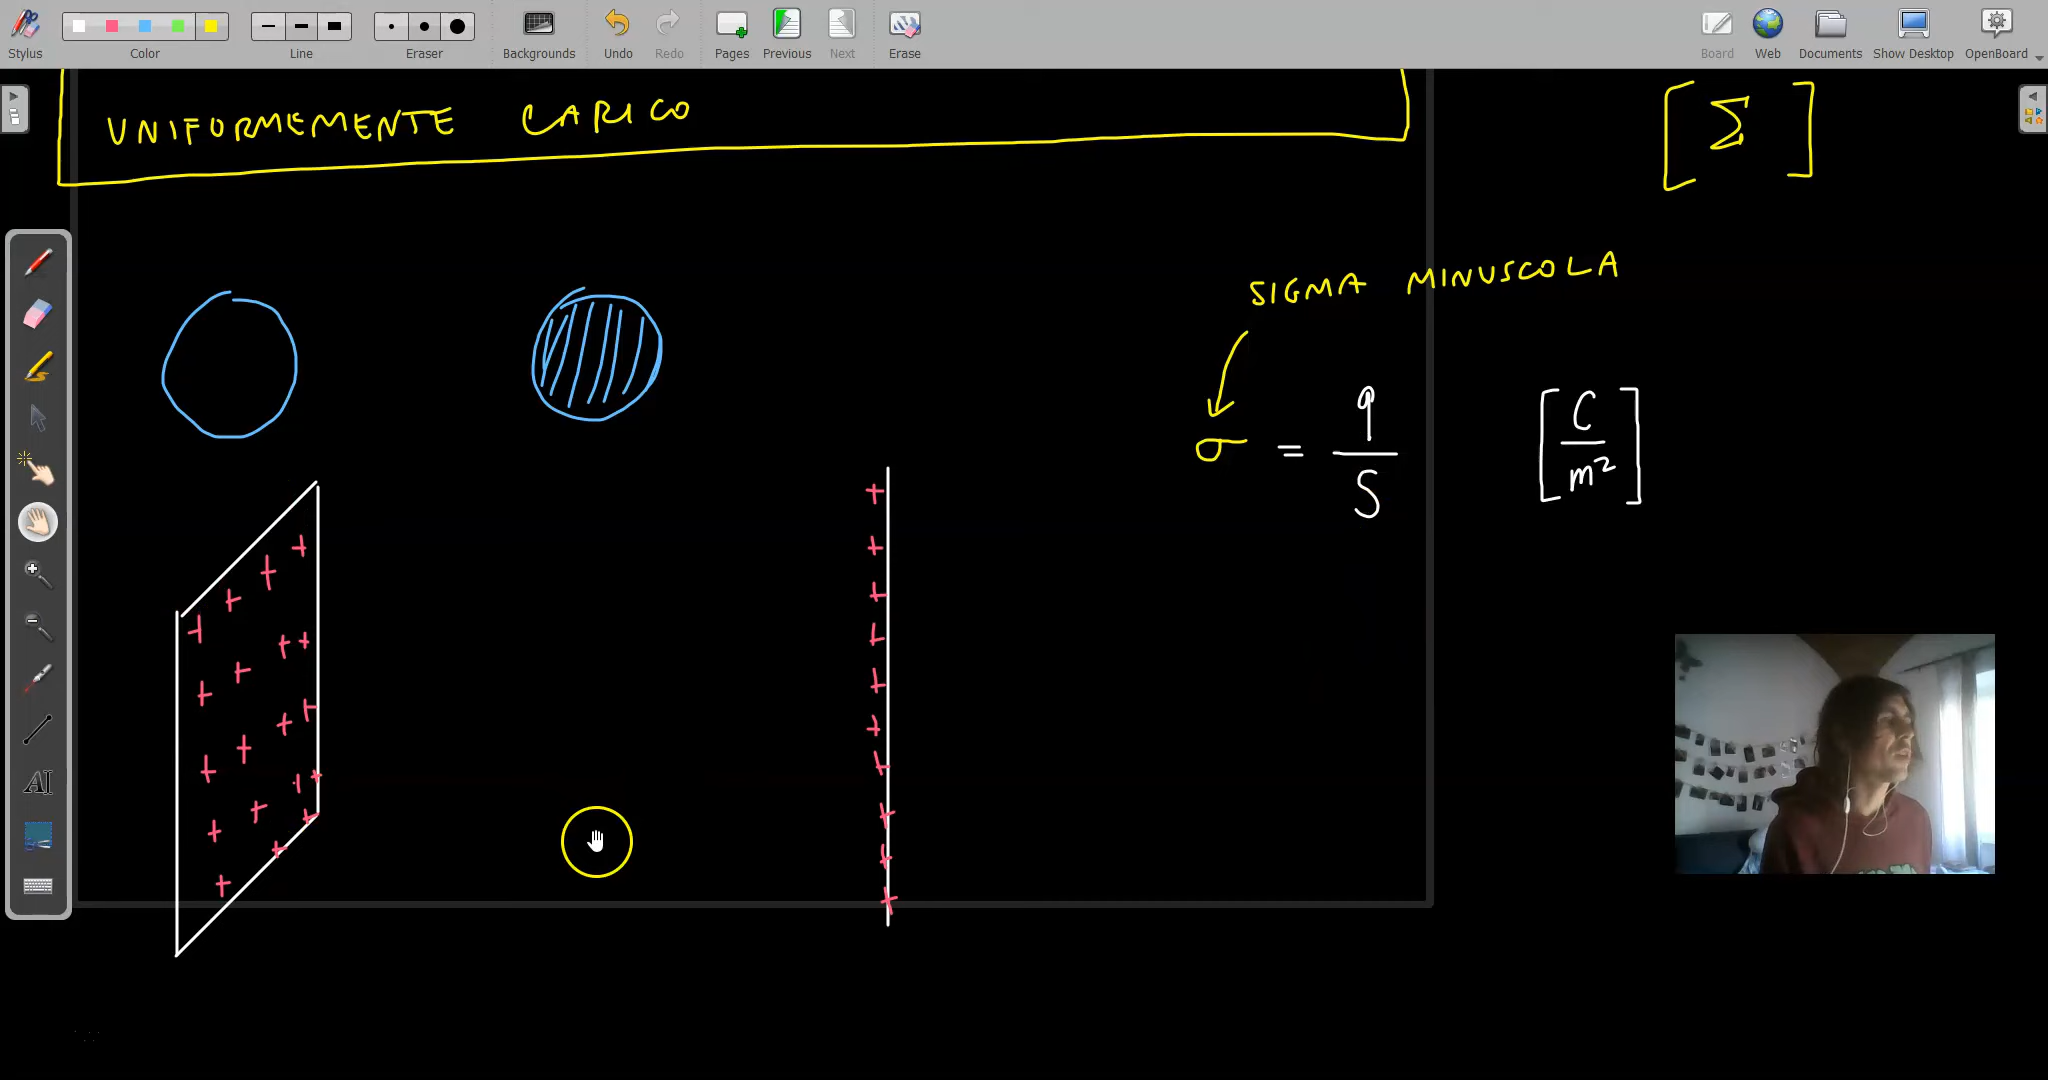 Stylus
Color
Line
Eraser
Backgrounds
Undo
Redo
Pages
Previous
Next
Erase
Board
Web
Documents
Show Desktop
OpenBoard
UNIFORMEMENTE CARICO
[ Σ ]
SIGMA MINUSCOLA
σ = q / S [ C / m² ]
+ + + + + + + + + + + + + + + + + + + +
+
+
+
+
+
+
+
+
+
+
AI